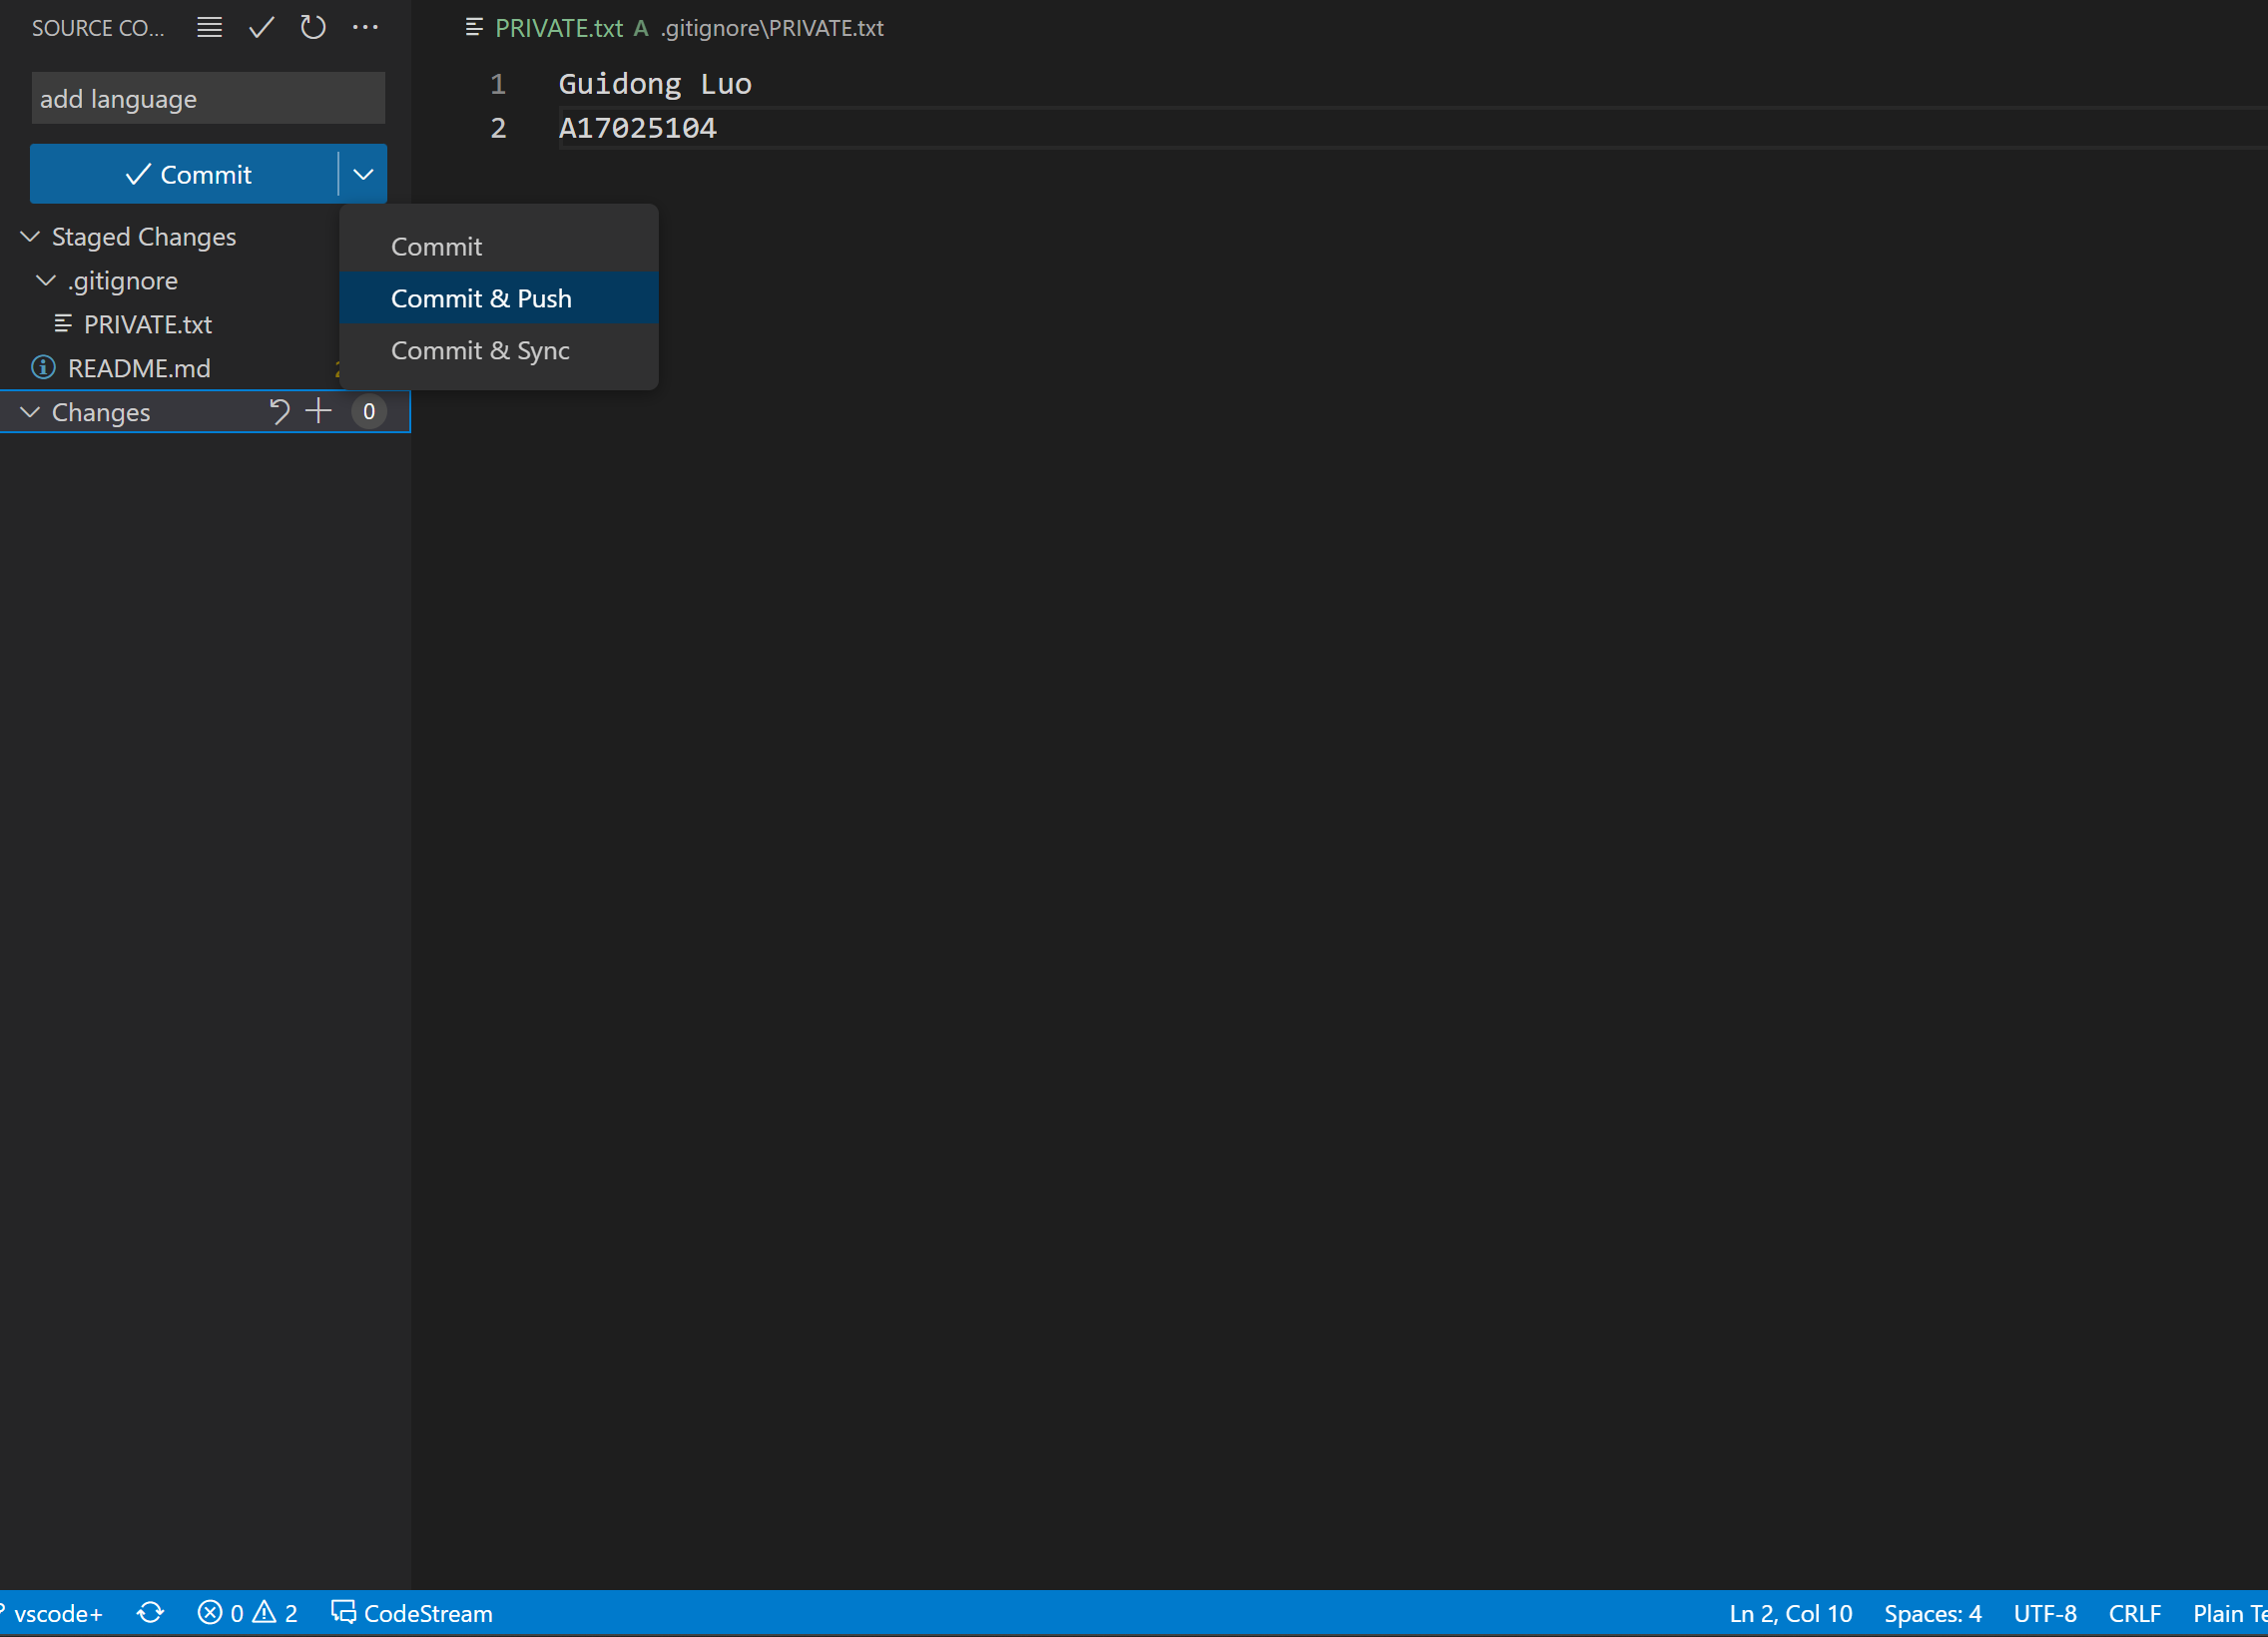 SOURCE CO...
PRIVATE.txt A .gitignore\PRIVATE.txt
add language
1 Guidong Luo
2 A17025104
Commit
Staged Changes
.gitignore
PRIVATE.txt
README.md
Commit
Commit & Push
Commit & Sync
Changes 0
vscode+ 0 2 CodeStream Ln 2, Col 10 Spaces: 4 UTF-8 CRLF Plain Te